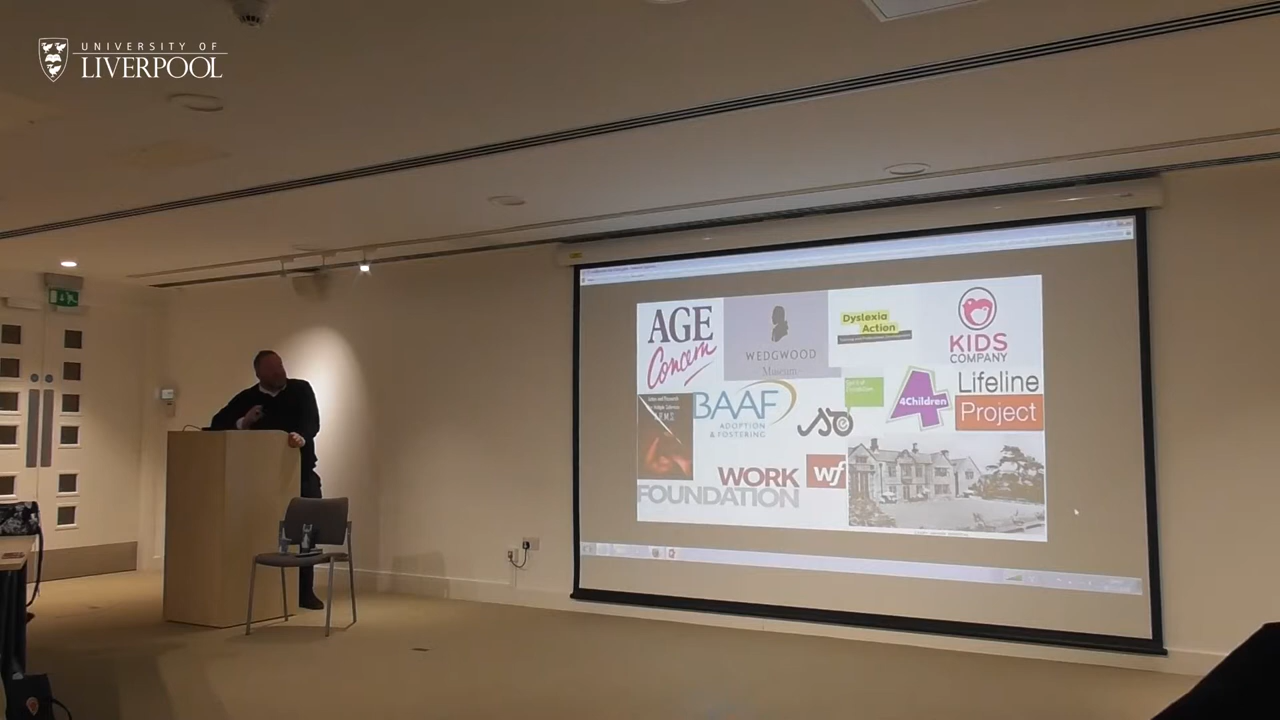 UNIVERSITY OF
LIVERPOOL
AGE
Concern
WEDGWOOD
Museum
Dyslexia
Action
KIDS
COMPANY
BAAF
ADOPTION
& FOSTERING
4Children
Lifeline
Project
WORK
FOUNDATION
wf